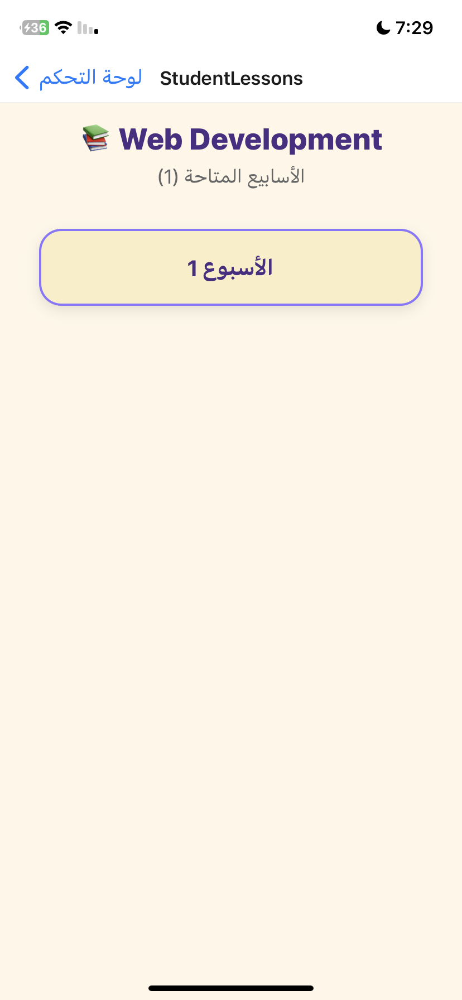 36
7:29
لوحة التحكم
StudentLessons
📚 Web Development
الأسابيع المتاحة (1)
الأسبوع 1